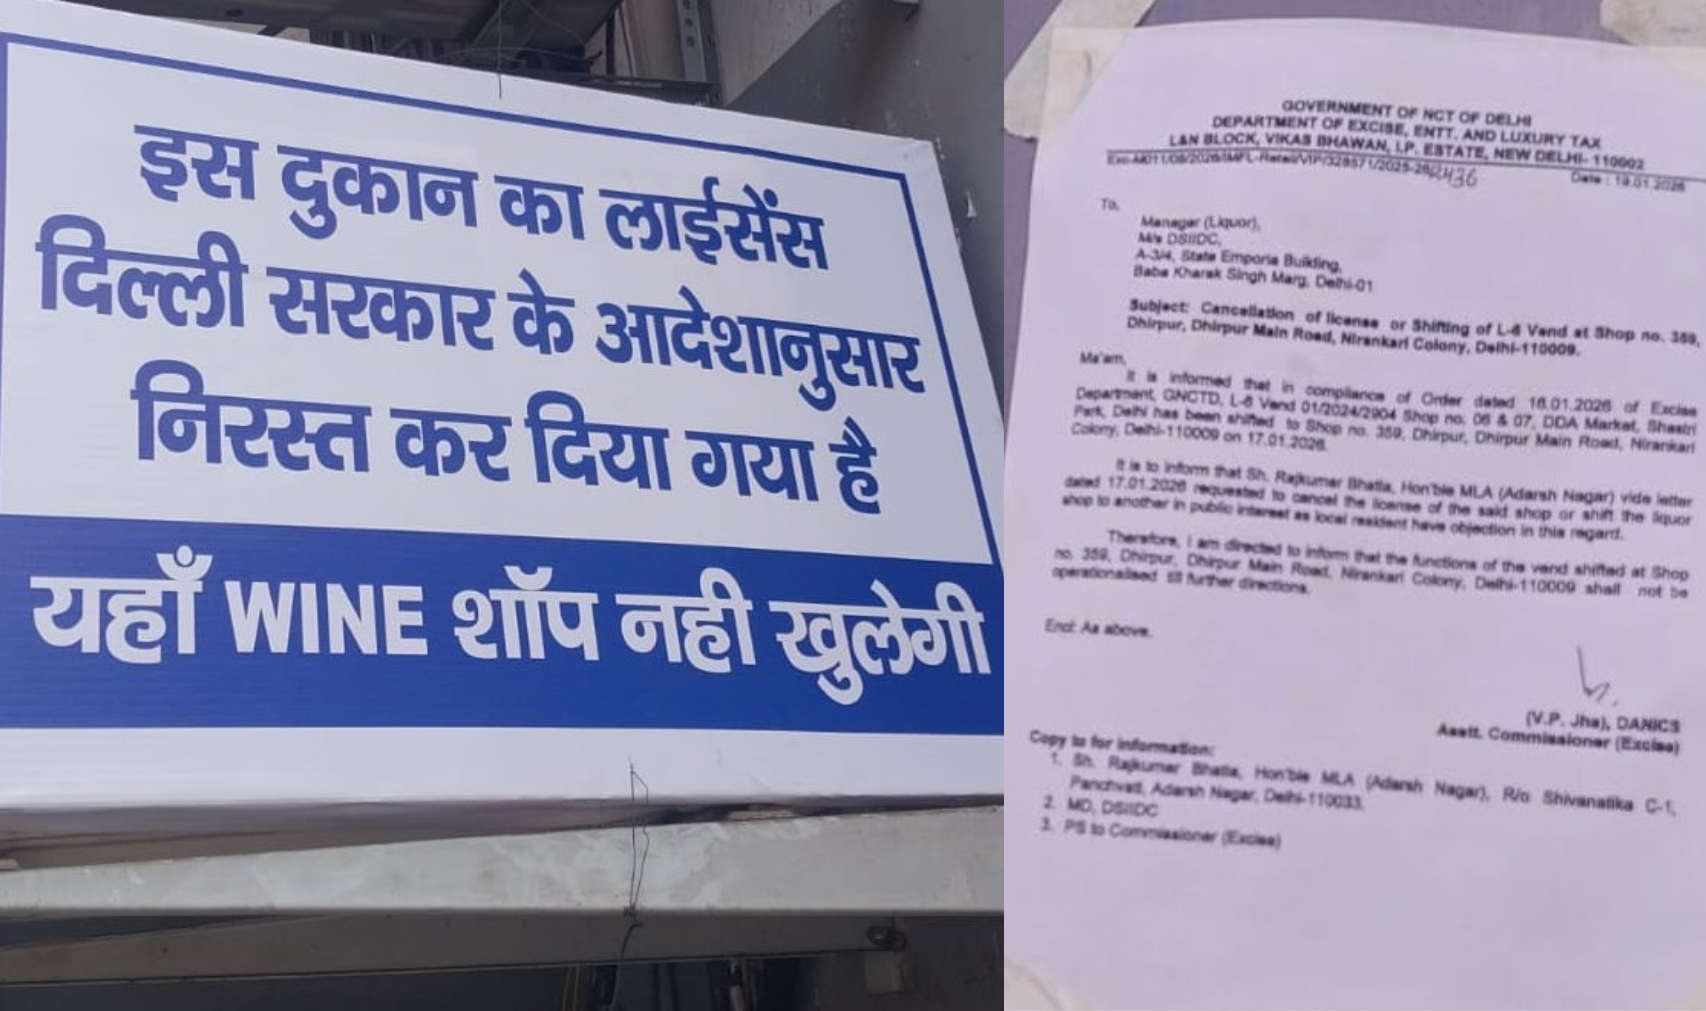 इस दुकान का लाईसेंस
दिल्ली सरकार के आदेशानुसार
निरस्त कर दिया गया है
यहाँ WINE शॉप नही खुलेगी
GOVERNMENT OF NCT OF DELHI
DEPARTMENT OF EXCISE, ENTT. AND LUXURY TAX
L&N BLOCK, VIKAS BHAWAN, I.P. ESTATE, NEW DELHI- 110002
Date : 19.01.2026
To,
Manager (Liquor),
M/s DSIIDC,
A-3/4, State Emporia Building,
Baba Kharak Singh Marg, Delhi-01
Subject: Cancellation of license or Shifting of L-6 Vend at Shop no. 359,
Dhirpur, Dhirpur Main Road, Nirankari Colony, Delhi-110009.
Ma'am,
It is informed that in compliance of Order dated 16.01.2026 of Excise
Department, GNCTD, L-6 Vend 01/2024/2904 Shop no. 06 & 07, DDA Market, Shastri
Park, Delhi has been shifted to Shop no. 359, Dhirpur, Dhirpur Main Road, Nirankari
Colony, Delhi-110009 on 17.01.2026.
It is to inform that Sh. Rajkumar Bhatia, Hon'ble MLA (Adarsh Nagar) vide letter
dated 17.01.2026 requested to cancel the license of the said shop or shift the liquor
shop to another in public interest as local resident have objection in this regard.
Therefore, I am directed to inform that the functions of the vend shifted at Shop
no. 359, Dhirpur, Dhirpur Main Road, Nirankari Colony, Delhi-110009 shall not be
operationalised till further directions.
Encl: As above.
(V.P. Jha), DANICS
Asstt. Commissioner (Excise)
Copy to for information:
1. Sh. Rajkumar Bhatia, Hon'ble MLA (Adarsh Nagar), R/o Shivanatika C-1,
Panchvati, Adarsh Nagar, Delhi-110033.
2. MD, DSIIDC
3. PS to Commissioner (Excise)